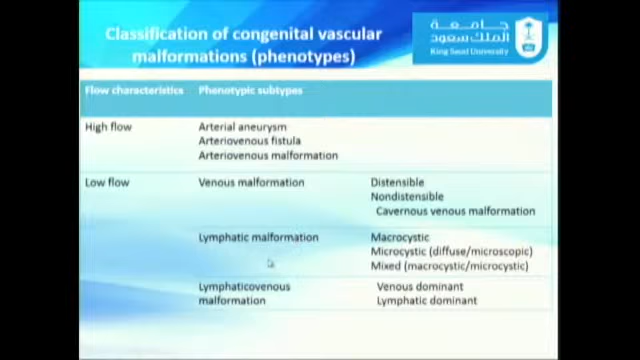 Classification of congenital vascular
malformations (phenotypes)
جامعة
الملك سعود
King Saud University
Flow characteristics Phenotypic subtypes
High flow Arterial aneurysm
Arteriovenous fistula
Arteriovenous malformation
Low flow Venous malformation Distensible
Nondistensible
Cavernous venous malformation
Lymphatic malformation Macrocystic
Microcystic (diffuse/microscopic)
Mixed (macrocystic/microcystic)
Lymphaticovenous Venous dominant
malformation Lymphatic dominant